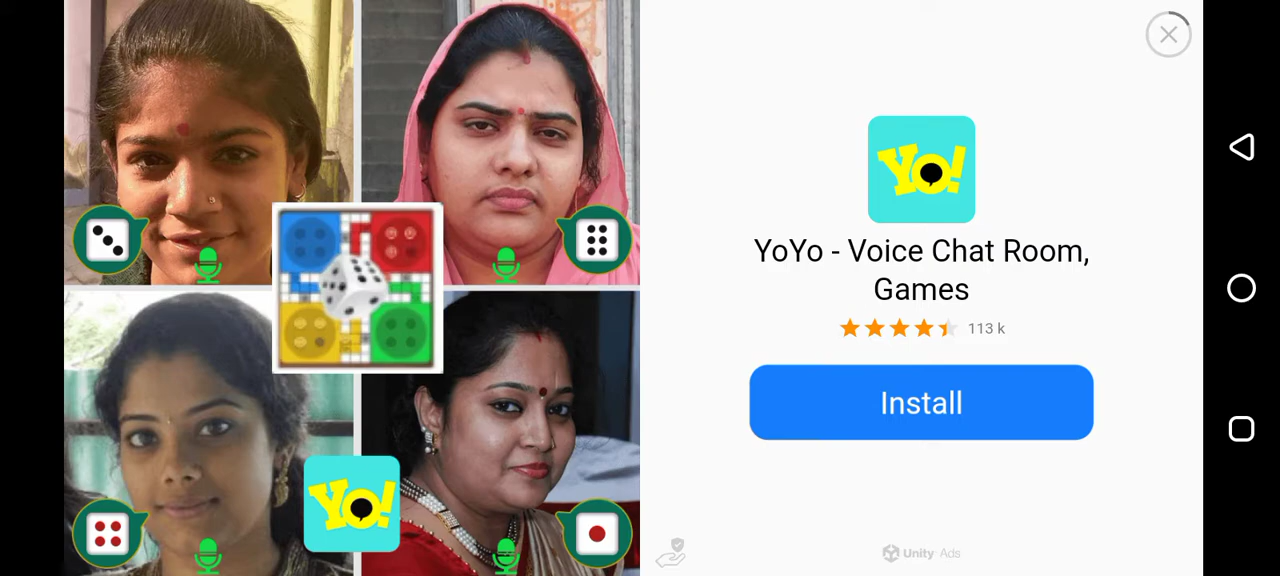 Yo!
Yo!
YoYo - Voice Chat Room,
Games
113 k
Install
Unity Ads